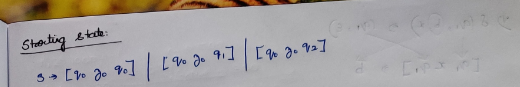 Starting state:
S → [q₀ z₀ q₀] | [q₀ z₀ q₁] | [q₀ z₀ q₂]